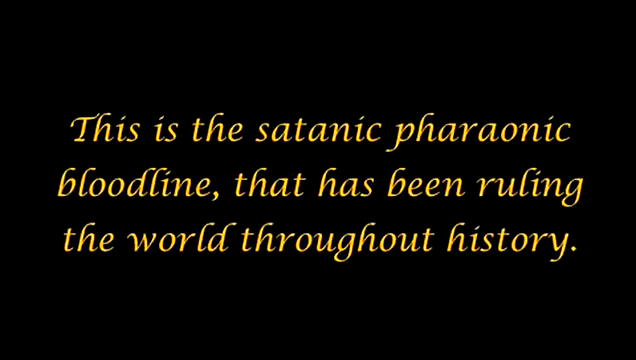 This is the satanic pharaonic
bloodline, that has been ruling
the world throughout history.